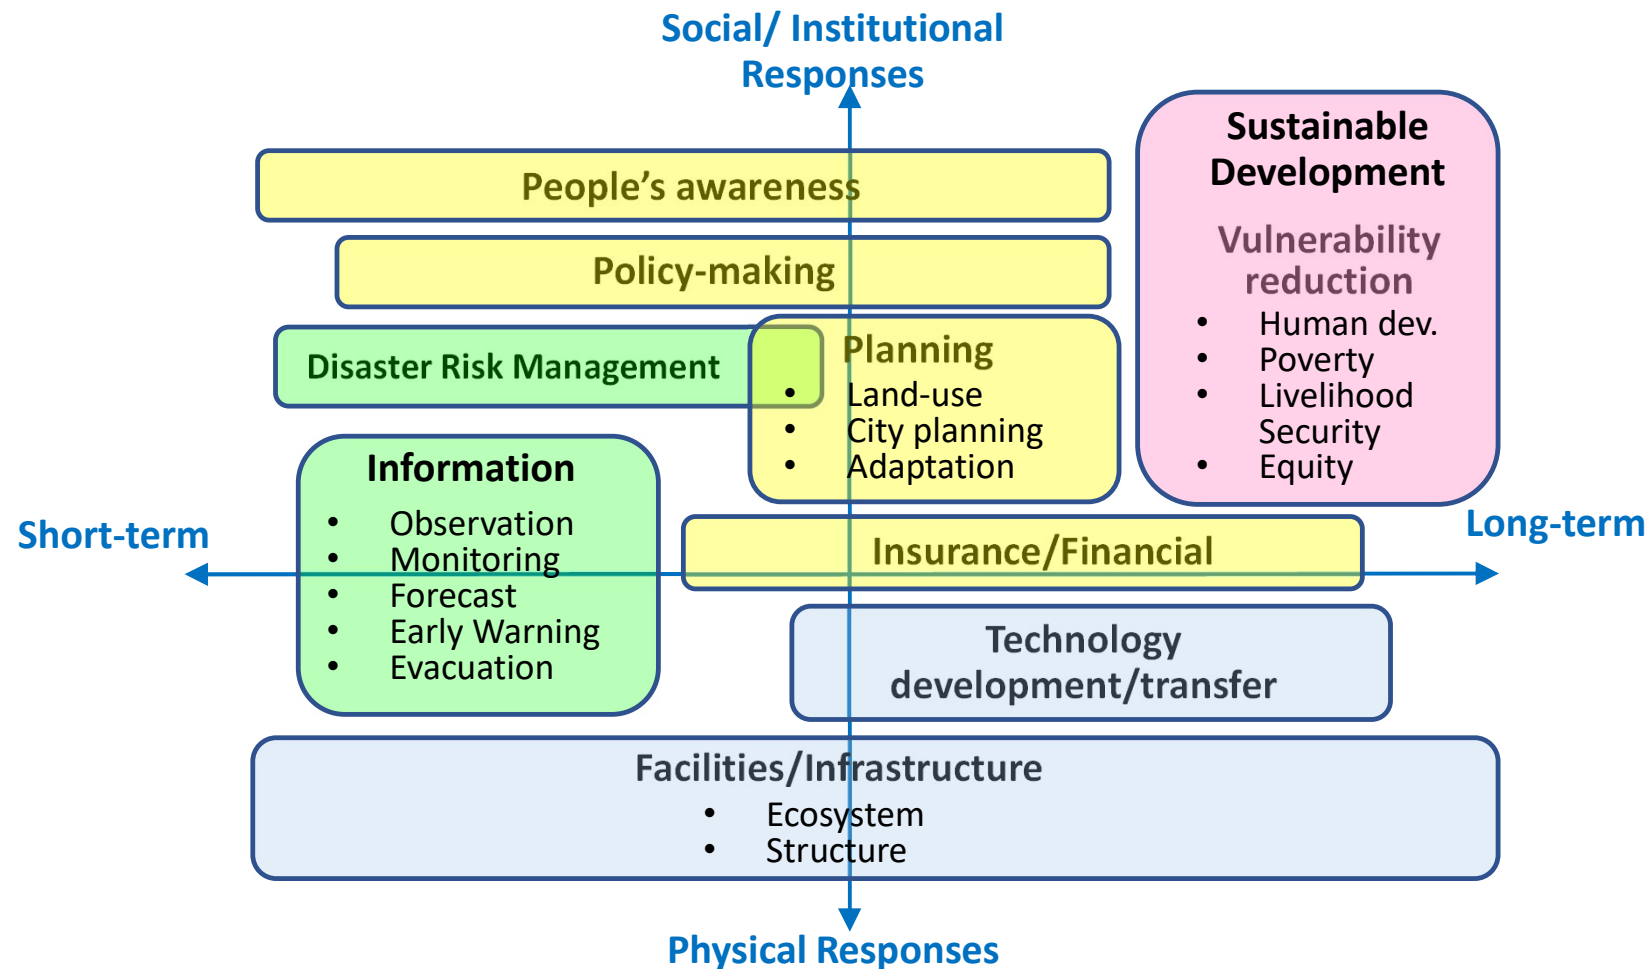 Social/ Institutional
Responses
Sustainable
Development
People’s awareness
Vulnerability
reduction
Policy-making
• Human dev.
• Poverty
• Livelihood
Security
• Equity
Disaster Risk Management
Planning
• Land-use
• City planning
• Adaptation
Information
• Observation
• Monitoring
• Forecast
• Early Warning
• Evacuation
Short-term
Long-term
Insurance/Financial
Technology
development/transfer
Facilities/Infrastructure
• Ecosystem
• Structure
Physical Responses